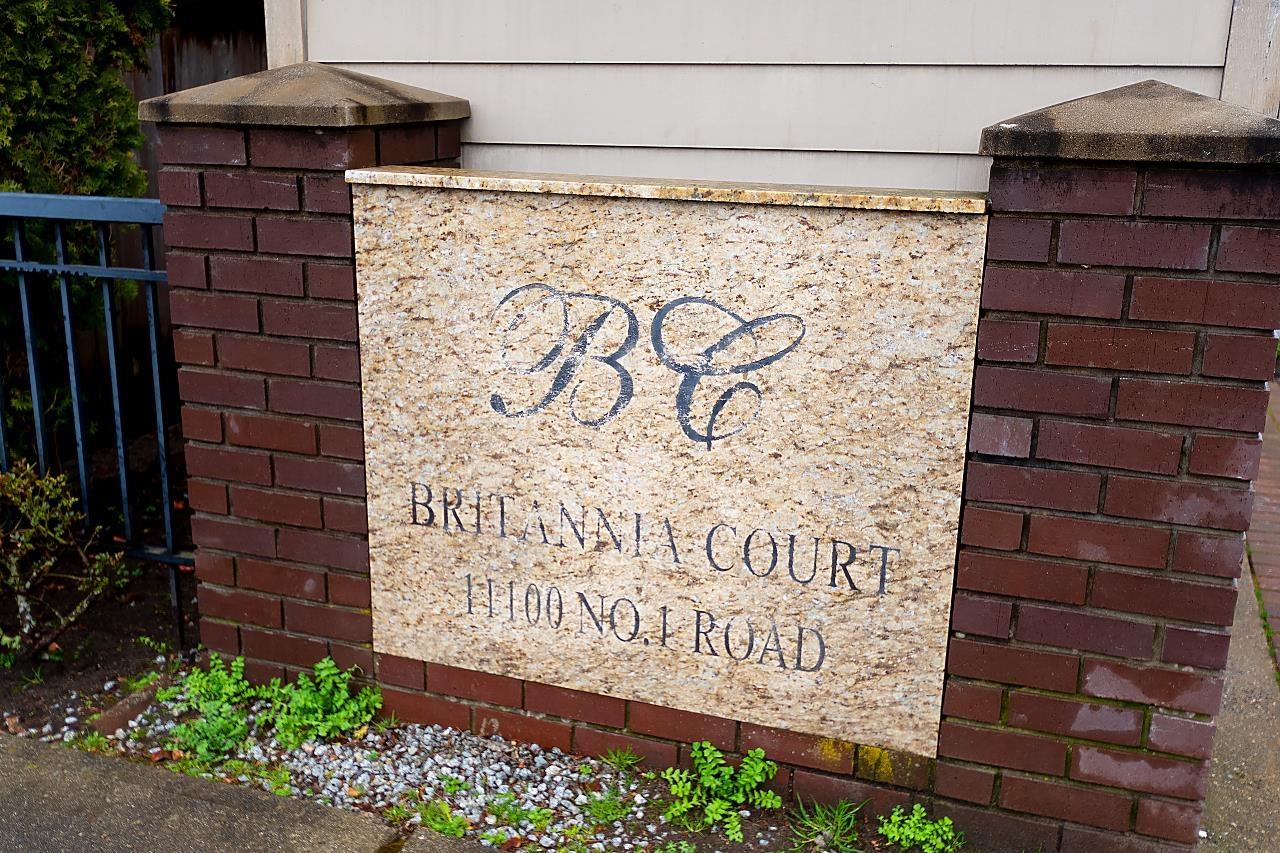 BC
BRITANNIA COURT
11100 NO.1 ROAD